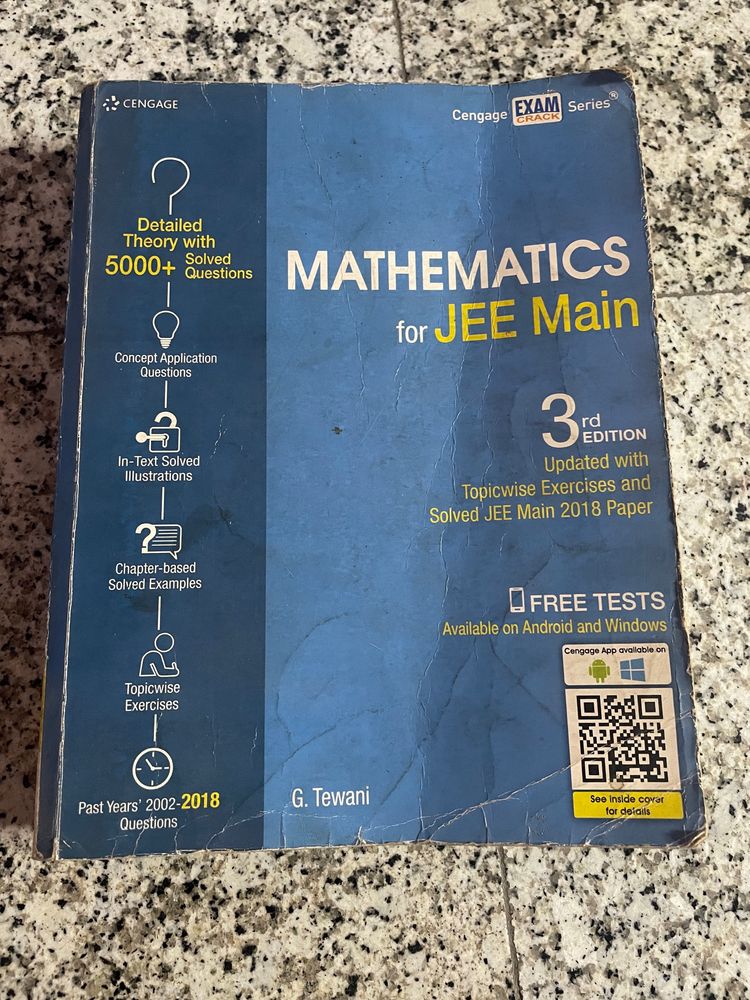 CENGAGE
Cengage EXAM CRACK Series®
Detailed
Theory with
5000+ Solved Questions
Concept Application
Questions
In-Text Solved
Illustrations
Chapter-based
Solved Examples
Topicwise
Exercises
Past Years' 2002-2018
Questions
MATHEMATICS
for JEE Main
3rd EDITION
Updated with
Topicwise Exercises and
Solved JEE Main 2018 Paper
FREE TESTS
Available on Android and Windows
Cengage App available on
See inside cover
for details
G. Tewani